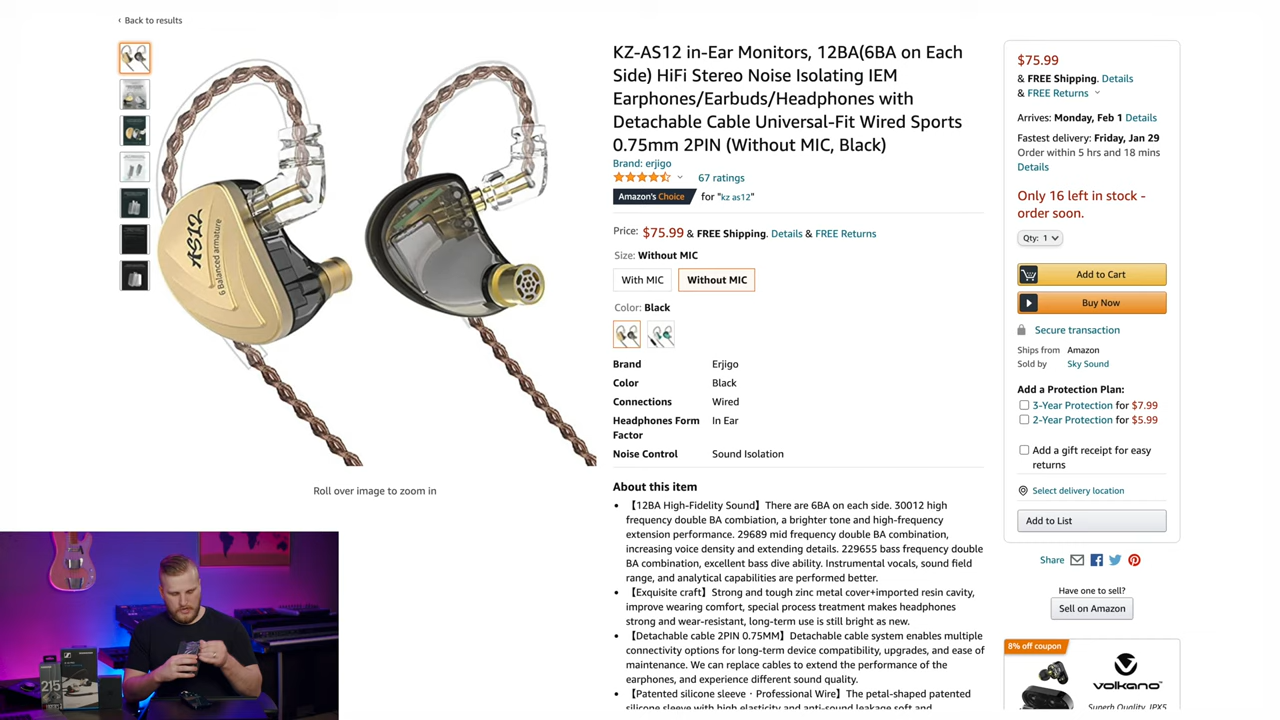 ‹ Back to results
KZ-AS12 in-Ear Monitors, 12BA(6BA on Each
Side) HiFi Stereo Noise Isolating IEM
Earphones/Earbuds/Headphones with
Detachable Cable Universal-Fit Wired Sports
0.75mm 2PIN (Without MIC, Black)
Brand: erjigo
67 ratings
Amazon's Choice for "kz as12"
Price: $75.99 & FREE Shipping. Details & FREE Returns
Size: Without MIC
With MIC
Without MIC
Color: Black
Brand Erjigo
Color Black
Connections Wired
Headphones Form
Factor
In Ear
Noise Control Sound Isolation
About this item
• 【12BA High-Fidelity Sound】There are 6BA on each side. 30012 high
frequency double BA combiation, a brighter tone and high-frequency
extension performance. 29689 mid frequency double BA combination,
increasing voice density and extending details. 229655 bass frequency double
BA combination, excellent bass dive ability. Instrumental vocals, sound field
range, and analytical capabilities are performed better.
• 【Exquisite craft】Strong and tough zinc metal cover+imported resin cavity,
improve wearing comfort, special process treatment makes headphones
strong and wear-resistant, long-term use is still bright as new.
• 【Detachable cable 2PIN 0.75MM】Detachable cable system enables multiple
connectivity options for long-term device compatibility, upgrades, and ease of
maintenance. We can replace cables to extend the performance of the
earphones, and experience different sound quality.
• 【Patented silicone sleeve · Professional Wire】The petal-shaped patented
silicone sleeve with high elasticity and anti-sound leakage soft and
AS12
6 Balanced armature
Roll over image to zoom in
215
$75.99
& FREE Shipping. Details
& FREE Returns
Arrives: Monday, Feb 1 Details
Fastest delivery: Friday, Jan 29
Order within 5 hrs and 18 mins
Details
Only 16 left in stock -
order soon.
Qty: 1
Add to Cart
Buy Now
Secure transaction
Ships from Amazon
Sold by Sky Sound
Add a Protection Plan:
3-Year Protection for $7.99
2-Year Protection for $5.99
Add a gift receipt for easy
returns
Select delivery location
Add to List
Share
Have one to sell?
Sell on Amazon
8% off coupon
volkano
Superb Quality, IPX5